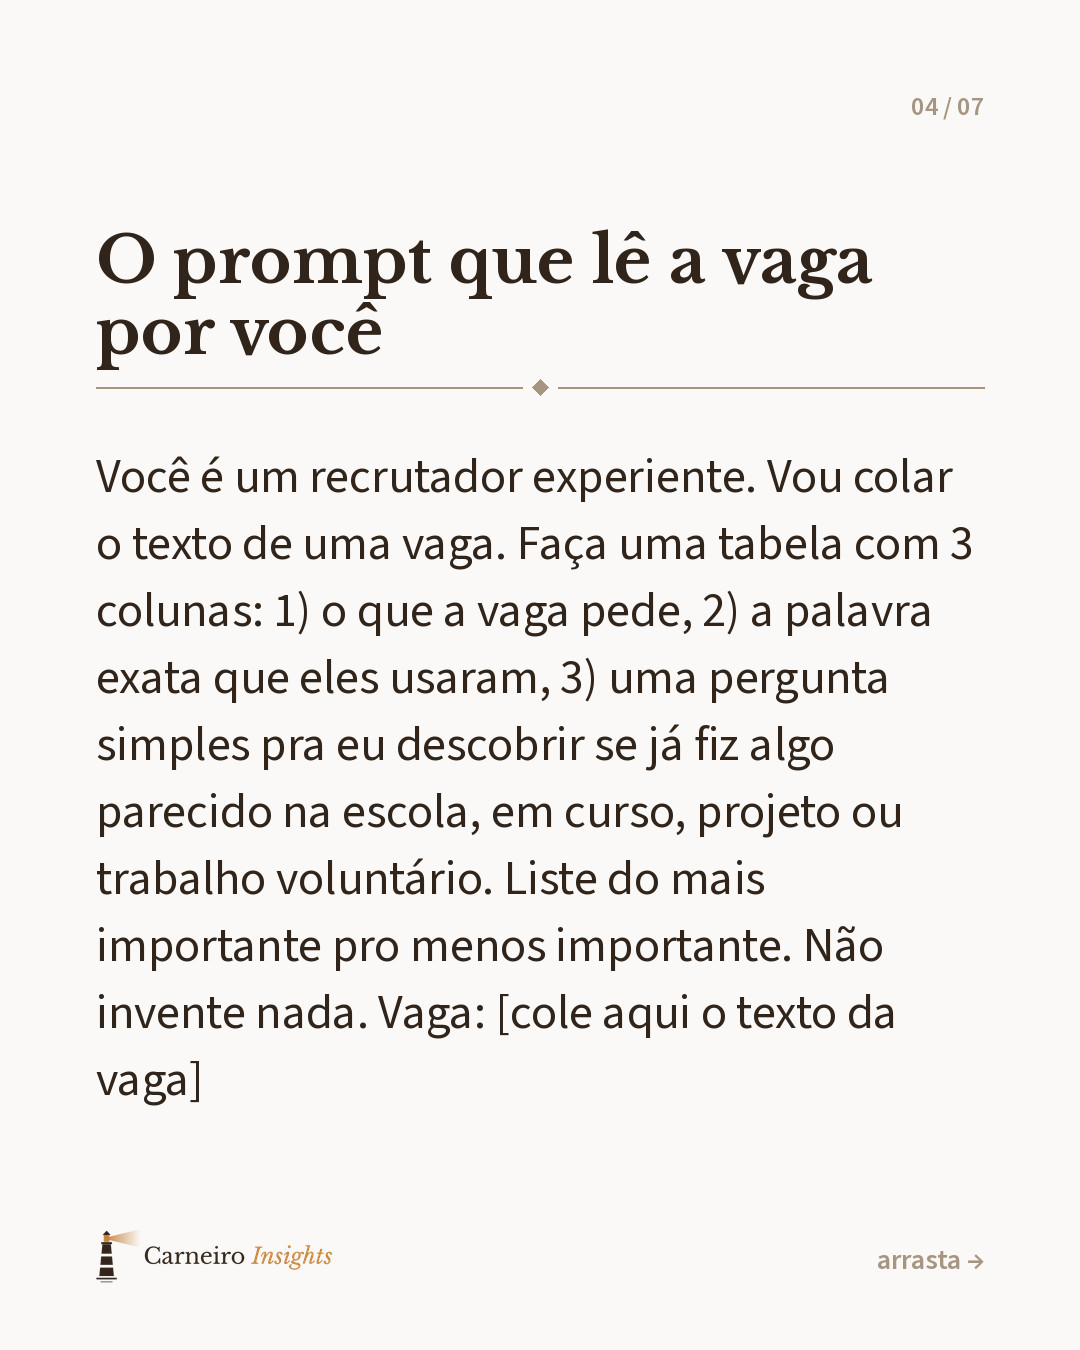 04 / 07
O prompt que lê a vaga
por você
Você é um recrutador experiente. Vou colar
o texto de uma vaga. Faça uma tabela com 3
colunas: 1) o que a vaga pede, 2) a palavra
exata que eles usaram, 3) uma pergunta
simples pra eu descobrir se já fiz algo
parecido na escola, em curso, projeto ou
trabalho voluntário. Liste do mais
importante pro menos importante. Não
invente nada. Vaga: [cole aqui o texto da
vaga]
Carneiro Insights
arrasta →